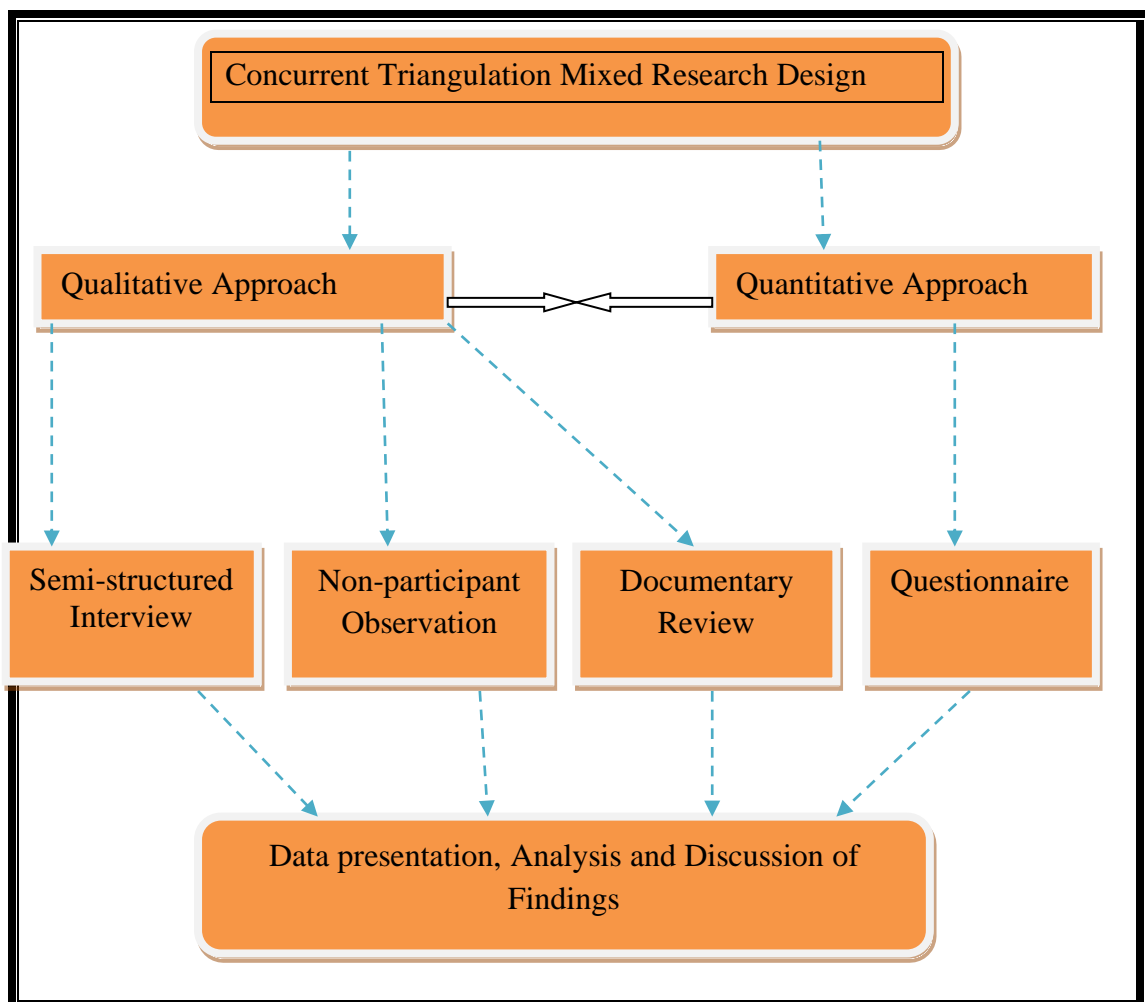 Concurrent Triangulation Mixed Research Design
Qualitative Approach
Quantitative Approach
Semi-structured
Interview
Non-participant
Observation
Documentary
Review
Questionnaire
Data presentation, Analysis and Discussion of
Findings